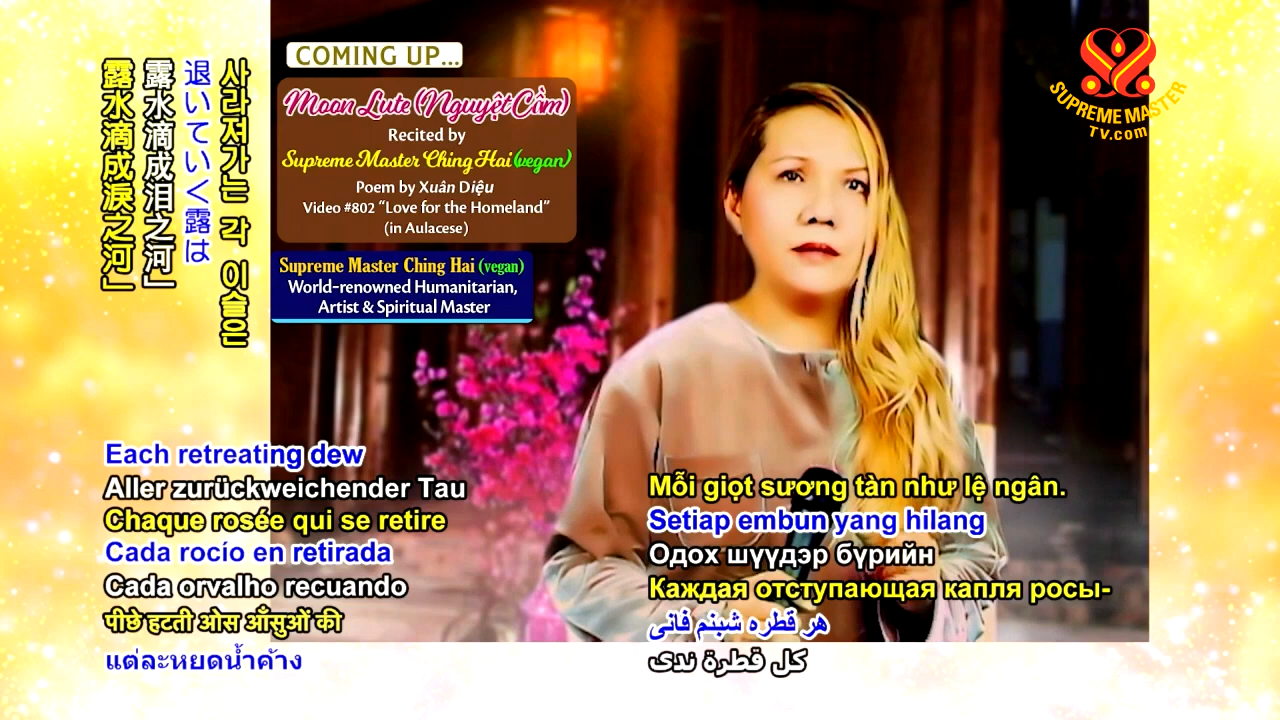 COMING UP...
Moon Lute (Nguyệt Cầm)
Recited by
Supreme Master Ching Hai (vegan)
Poem by Xuân Diệu
Video #802 “Love for the Homeland”
(in Aulacese)
Supreme Master Ching Hai (vegan)
World-renowned Humanitarian,
Artist & Spiritual Master
SUPREME MASTER
TV.com
사라져가는 각 이슬은
退いていく露は
露水滴成泪之河」
露水滴成淚之河」
Each retreating dew
Aller zurückweichender Tau
Chaque rosée qui se retire
Cada rocío en retirada
Cada orvalho recuando
पीछे हटती ओस आँसुओं की
แต่ละหยดน้ำค้าง
Mỗi giọt sương tàn như lệ ngân.
Setiap embun yang hilang
Одох шүүдэр бүрийн
Каждая отступающая капля росы-
هر قطره شبنم فانی
كل قطرة ندى